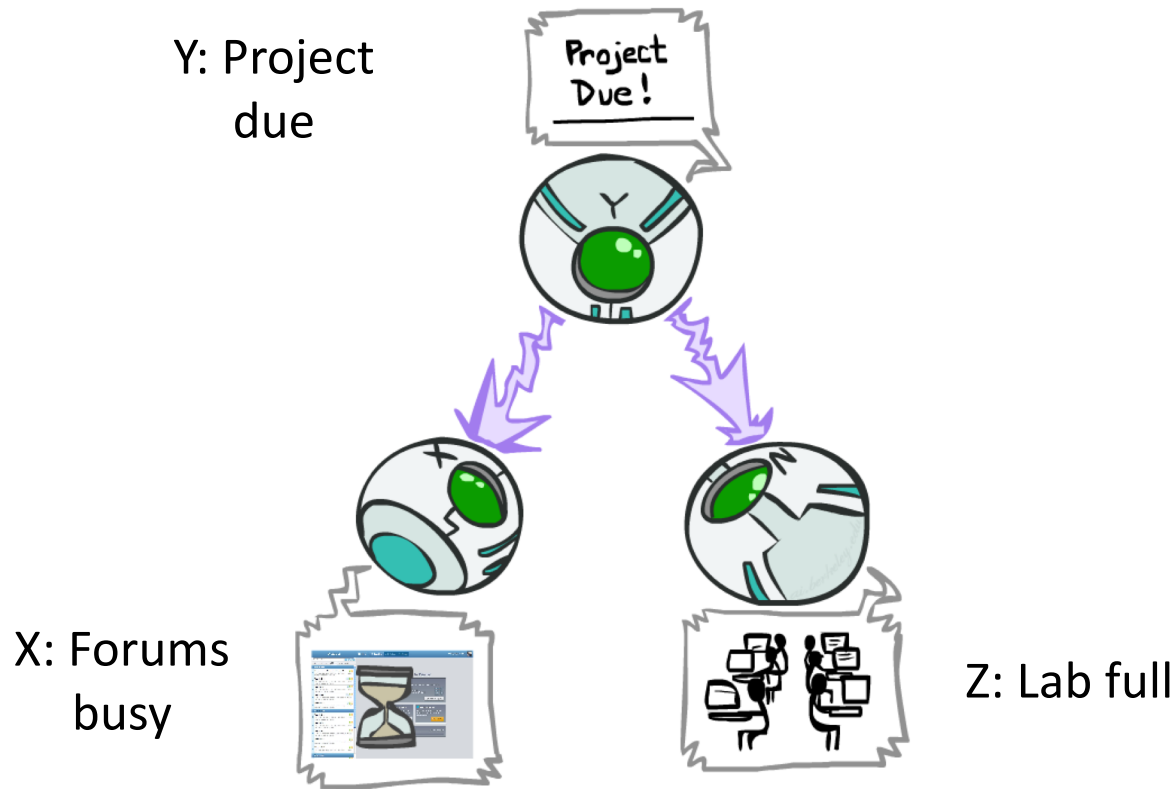 Y: Project
due
Project
Due!
Y
X
Z
X: Forums
busy
Z: Lab full